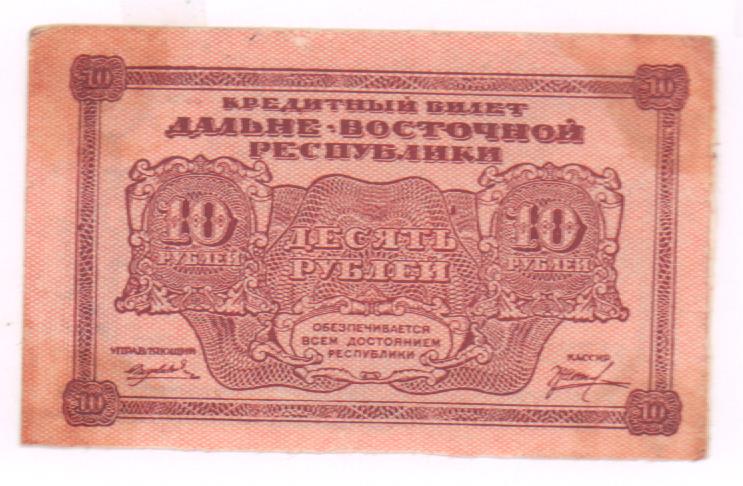 10 10
КРЕДИТНЫЙ БИЛЕТ
ДАЛЬНЕ-ВОСТОЧНОЙ
РЕСПУБЛИКИ
10 РУБЛЕЙ
ДЕСЯТЬ РУБЛЕЙ
10 РУБЛЕЙ
ОБЕЗПЕЧИВАЕТСЯ
ВСЕМ ДОСТОЯНИЕМ
РЕСПУБЛИКИ
УПРАВЛЯЮЩИЙ
КАССИР
10 10